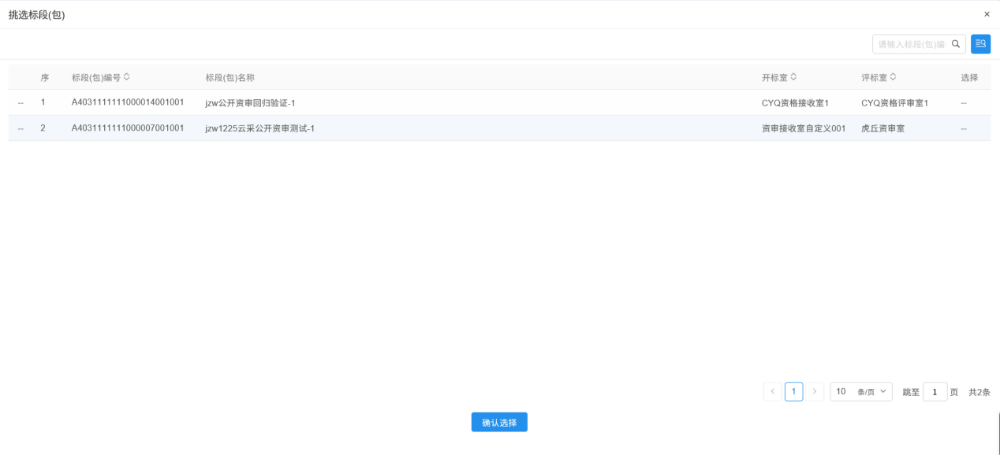 挑选标段(包)
×
请输入标段(包)编
序 标段(包)编号 标段(包)名称 开标室 评标室 选择
-- 1 A4031111111000014001001 jzw公开资审回归验证-1 CYQ资格接收室1 CYQ资格评审室1 --
-- 2 A4031111111000007001001 jzw1225云采公开资审测试-1 资审接收室自定义001 虎丘资审室 --
< 1 > 10 条/页 跳至 1 页 共2条
确认选择